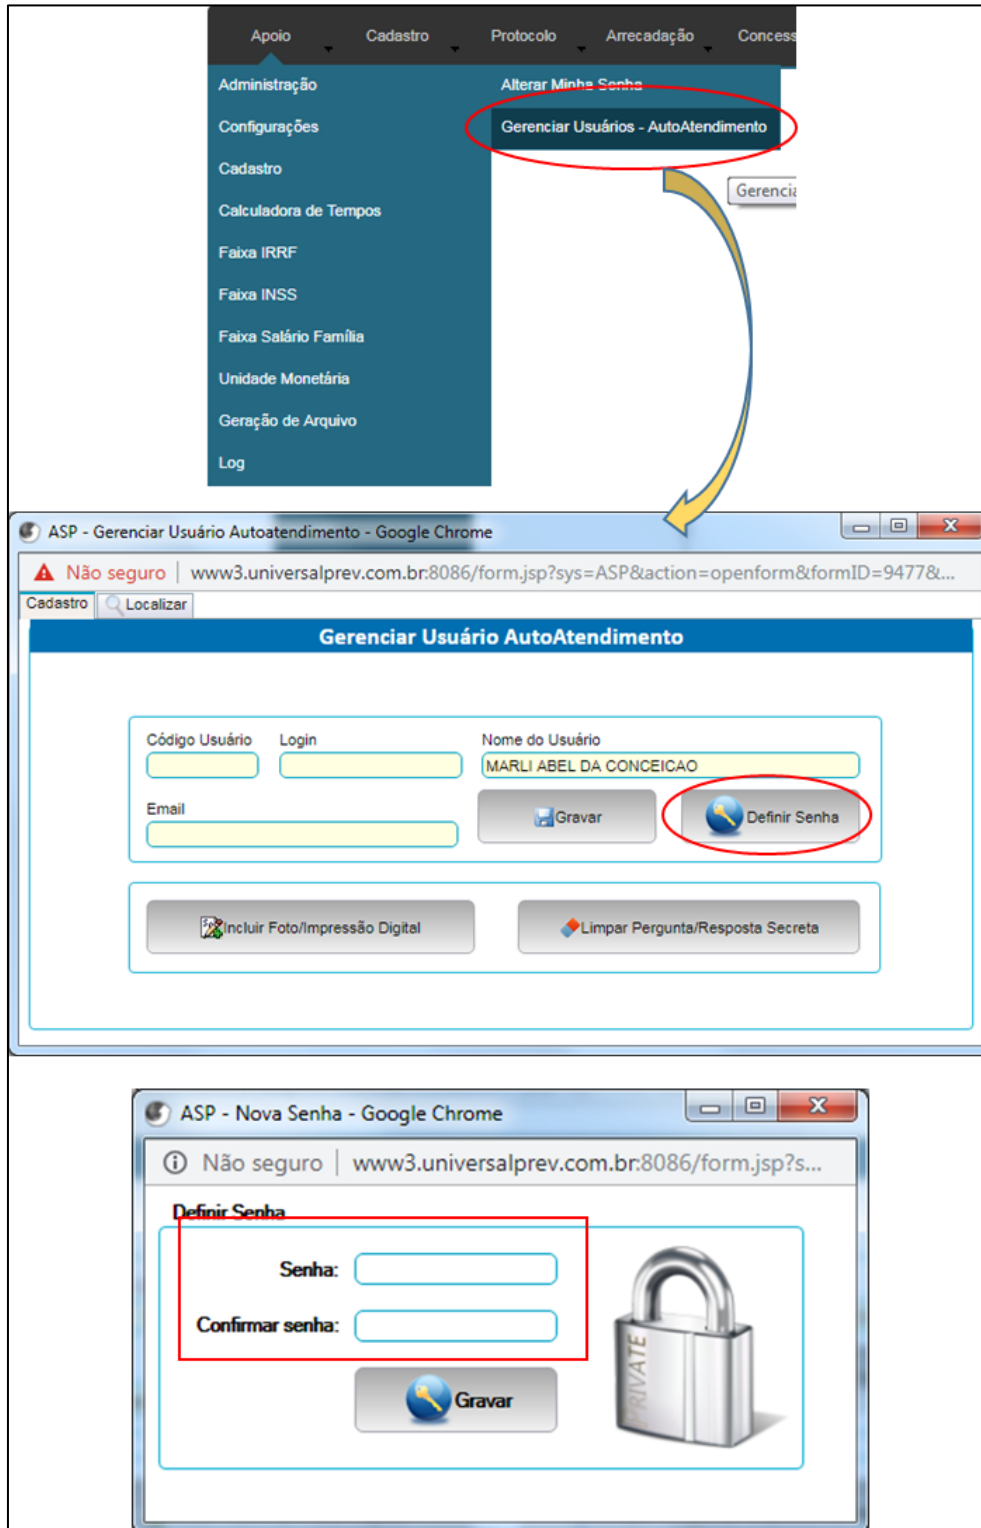 Apoio Cadastro Protocolo Arrecadação Concess
Administração Alterar Minha Senha
Configurações Gerenciar Usuários - AutoAtendimento
Cadastro
Gerencia
Calculadora de Tempos
Faixa IRRF
Faixa INSS
Faixa Salário Família
Unidade Monetária
Geração de Arquivo
Log
ASP - Gerenciar Usuário Autoatendimento - Google Chrome
Não seguro | www3.universalprev.com.br:8086/form.jsp?sys=ASP&action=openform&formID=9477&...
Cadastro Localizar
Gerenciar Usuário AutoAtendimento
Código Usuário Login Nome do Usuário
MARLI ABEL DA CONCEICAO
Email
Gravar Definir Senha
Incluir Foto/Impressão Digital Limpar Pergunta/Resposta Secreta
ASP - Nova Senha - Google Chrome
Não seguro | www3.universalprev.com.br:8086/form.jsp?s...
Definir Senha
Senha:
Confirmar senha:
Gravar
PRIVATE